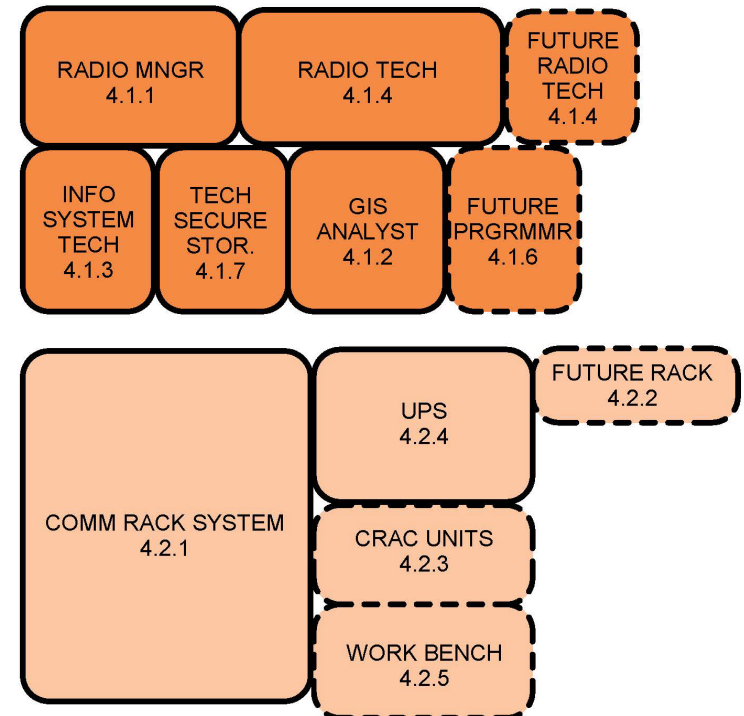 RADIO MNGR
4.1.1
RADIO TECH
4.1.4
FUTURE
RADIO
TECH
4.1.4
INFO
SYSTEM
TECH
4.1.3
TECH
SECURE
STOR.
4.1.7
GIS
ANALYST
4.1.2
FUTURE
PRGRMMR
4.1.6
COMM RACK SYSTEM
4.2.1
UPS
4.2.4
FUTURE RACK
4.2.2
CRAC UNITS
4.2.3
WORK BENCH
4.2.5